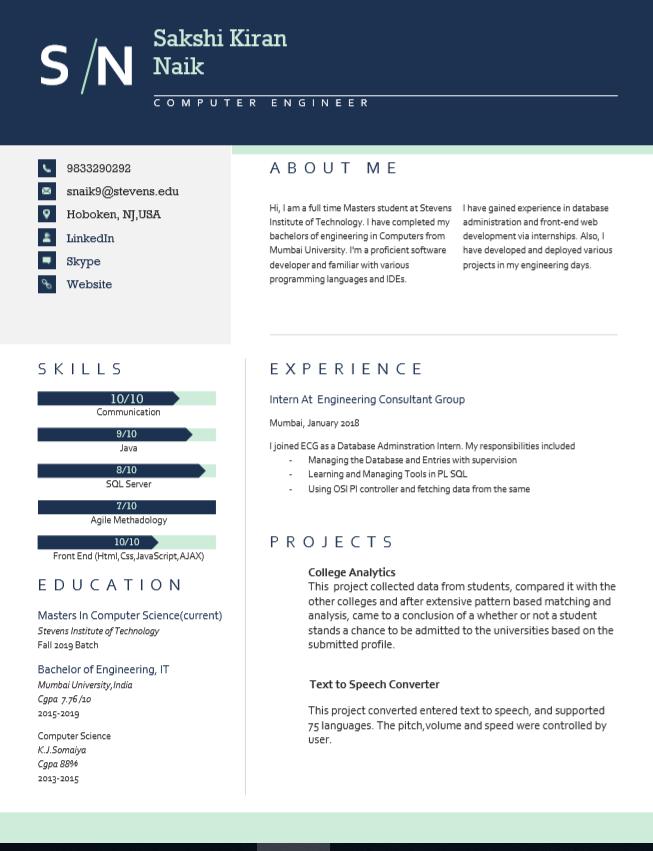 S/N
Sakshi Kiran
Naik
COMPUTER ENGINEER
9833290292
snaik9@stevens.edu
Hoboken, NJ,USA
LinkedIn
Skype
Website
ABOUT ME
Hi, I am a full time Masters student at Stevens
Institute of Technology. I have completed my
bachelors of engineering in Computers from
Mumbai University. I'm a proficient software
developer and familiar with various
programming languages and IDEs.
I have gained experience in database
administration and front-end web
development via internships. Also, I
have developed and deployed various
projects in my engineering days.
SKILLS
10/10
Communication
9/10
Java
8/10
SQL Server
7/10
Agile Methadology
10/10
Front End (Html,Css,JavaScript,AJAX)
EDUCATION
Masters In Computer Science(current)
Stevens Institute of Technology
Fall 2019 Batch
Bachelor of Engineering, IT
Mumbai University,India
Cgpa 7.76/10
2015-2019
Computer Science
K.J.Somaiya
Cgpa 88%
2013-2015
EXPERIENCE
Intern At Engineering Consultant Group
Mumbai, January 2018
I joined ECG as a Database Adminstration Intern. My responsibilities included
- Managing the Database and Entries with supervision
- Learning and Managing Tools in PL SQL
- Using OSI PI controller and fetching data from the same
PROJECTS
College Analytics
This project collected data from students, compared it with the
other colleges and after extensive pattern based matching and
analysis, came to a conclusion of a whether or not a student
stands a chance to be admitted to the universities based on the
submitted profile.
Text to Speech Converter
This project converted entered text to speech, and supported
75 languages. The pitch,volume and speed were controlled by
user.